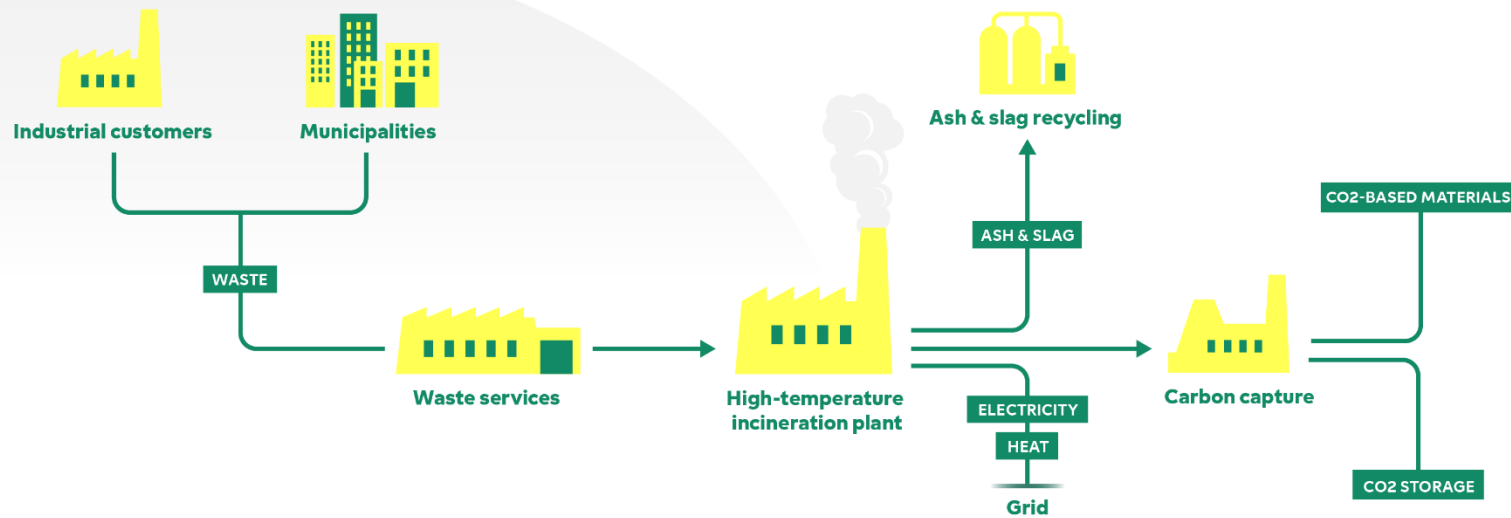 Industrial customers
Municipalities
Ash & slag recycling
CO2-BASED MATERIALS
ASH & SLAG
WASTE
Waste services
High-temperature
incineration plant
Carbon capture
ELECTRICITY
HEAT
CO2 STORAGE
Grid